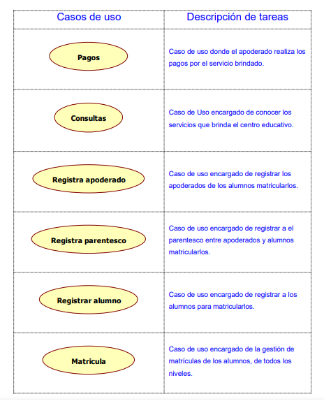 Casos de uso
Descripción de tareas
Pagos
Caso de uso donde el apoderado realiza los
pagos por el servicio brindado.
Consultas
Caso de Uso encargado de conocer los
servicios que brinda el centro educativo.
Registra apoderado
Caso de uso encargado de registrar los
apoderados de los alumnos matricularlos.
Registra parentesco
Caso de uso encargado de registrar a el
parentesco entre apoderados y alumnos
matricularlos.
Registrar alumno
Caso de uso encargado de registrar a los
alumnos para matricularlos.
Matricula
Caso de uso encargado de la gestión de
matriculas de los alumnos, de todos los
niveles.